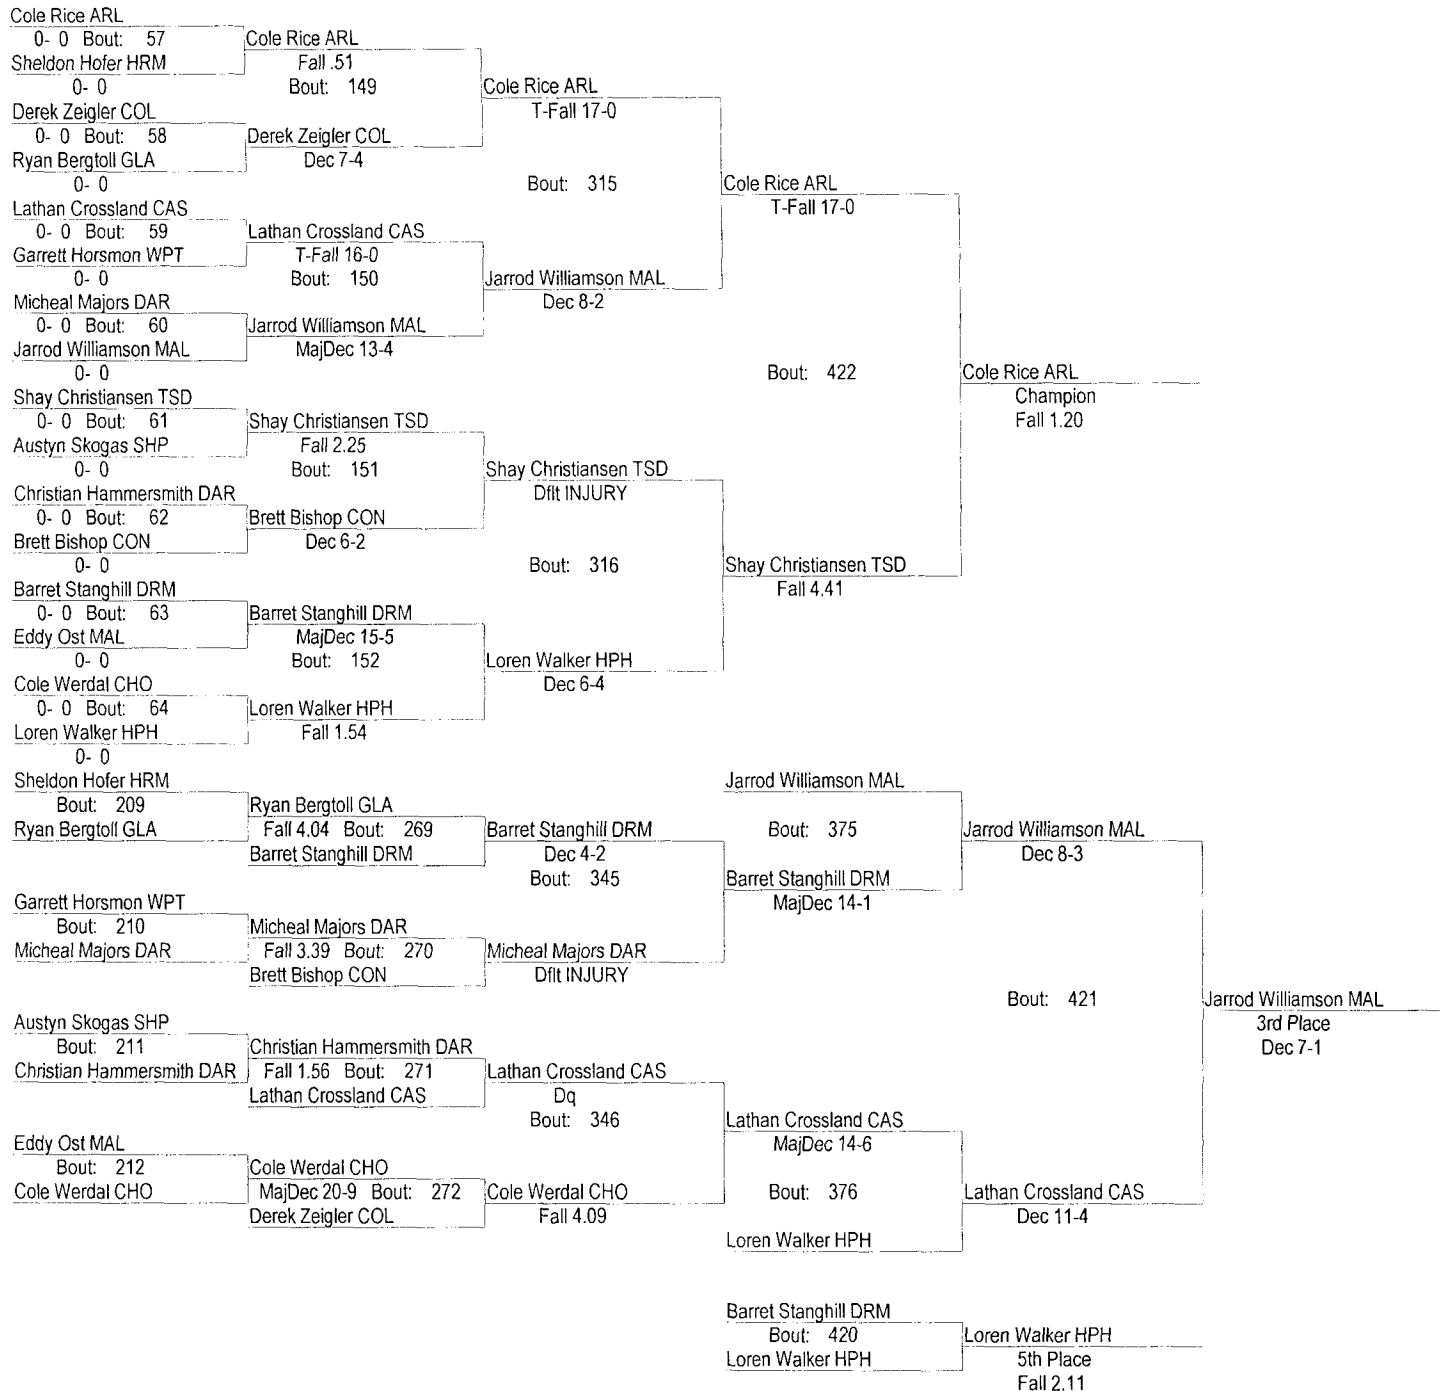 Cole Rice ARL
0- 0 Bout: 57
Sheldon Hofer HRM
0- 0
Derek Zeigler COL
0- 0 Bout: 58
Ryan Bergtoll GLA
0- 0
Lathan Crossland CAS
0- 0 Bout: 59
Garrett Horsmon WPT
0- 0
Micheal Majors DAR
0- 0 Bout: 60
Jarrod Williamson MAL
0- 0
Shay Christiansen TSD
0- 0 Bout: 61
Austyn Skogas SHP
0- 0
Christian Hammersmith DAR
0- 0 Bout: 62
Brett Bishop CON
0- 0
Barret Stanghill DRM
0- 0 Bout: 63
Eddy Ost MAL
0- 0
Cole Werdal CHO
0- 0 Bout: 64
Loren Walker HPH
0- 0
Cole Rice ARL
Fall .51
Bout: 149
Derek Zeigler COL
Dec 7-4
Lathan Crossland CAS
T-Fall 16-0
Bout: 150
Jarrod Williamson MAL
MajDec 13-4
Shay Christiansen TSD
Fall 2.25
Bout: 151
Brett Bishop CON
Dec 6-2
Barret Stanghill DRM
MajDec 15-5
Bout: 152
Loren Walker HPH
Fall 1.54
Cole Rice ARL
T-Fall 17-0
Bout: 315
Jarrod Williamson MAL
Dec 8-2
Shay Christiansen TSD
Dflt INJURY
Bout: 316
Loren Walker HPH
Dec 6-4
Cole Rice ARL
T-Fall 17-0
Bout: 422
Shay Christiansen TSD
Fall 4.41
Cole Rice ARL
Champion
Fall 1.20
Sheldon Hofer HRM
Bout: 209
Ryan Bergtoll GLA
Garrett Horsmon WPT
Bout: 210
Micheal Majors DAR
Austyn Skogas SHP
Bout: 211
Christian Hammersmith DAR
Eddy Ost MAL
Bout: 212
Cole Werdal CHO
Ryan Bergtoll GLA
Fall 4.04 Bout: 269
Barret Stanghill DRM
Micheal Majors DAR
Fall 3.39 Bout: 270
Brett Bishop CON
Christian Hammersmith DAR
Fall 1.56 Bout: 271
Lathan Crossland CAS
Cole Werdal CHO
MajDec 20-9 Bout: 272
Derek Zeigler COL
Barret Stanghill DRM
Dec 4-2
Bout: 345
Micheal Majors DAR
Dflt INJURY
Lathan Crossland CAS
Dq
Bout: 346
Cole Werdal CHO
Fall 4.09
Jarrod Williamson MAL
Bout: 375
Barret Stanghill DRM
MajDec 14-1
Lathan Crossland CAS
MajDec 14-6
Bout: 376
Loren Walker HPH
Jarrod Williamson MAL
Dec 8-3
Bout: 421
Lathan Crossland CAS
Dec 11-4
Jarrod Williamson MAL
3rd Place
Dec 7-1
Barret Stanghill DRM
Bout: 420
Loren Walker HPH
Loren Walker HPH
5th Place
Fall 2.11